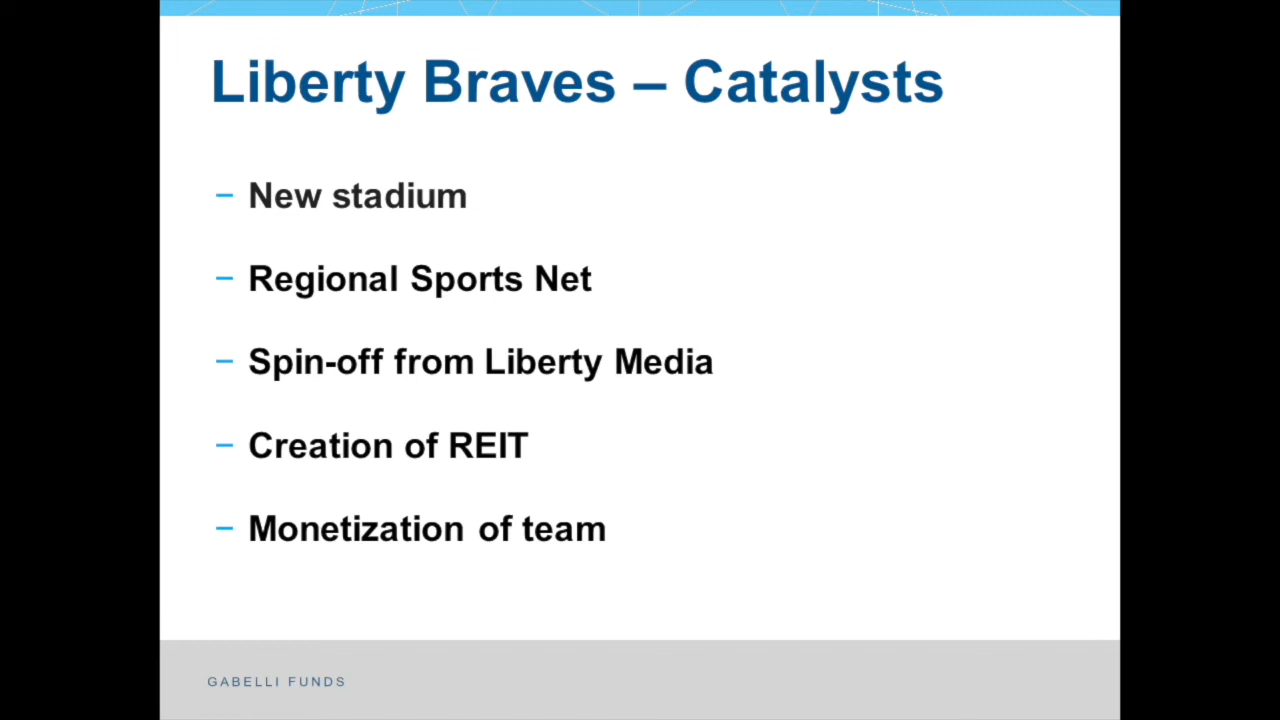 Liberty Braves – Catalysts
– New stadium
– Regional Sports Net
– Spin-off from Liberty Media
– Creation of REIT
– Monetization of team
GABELLI FUNDS